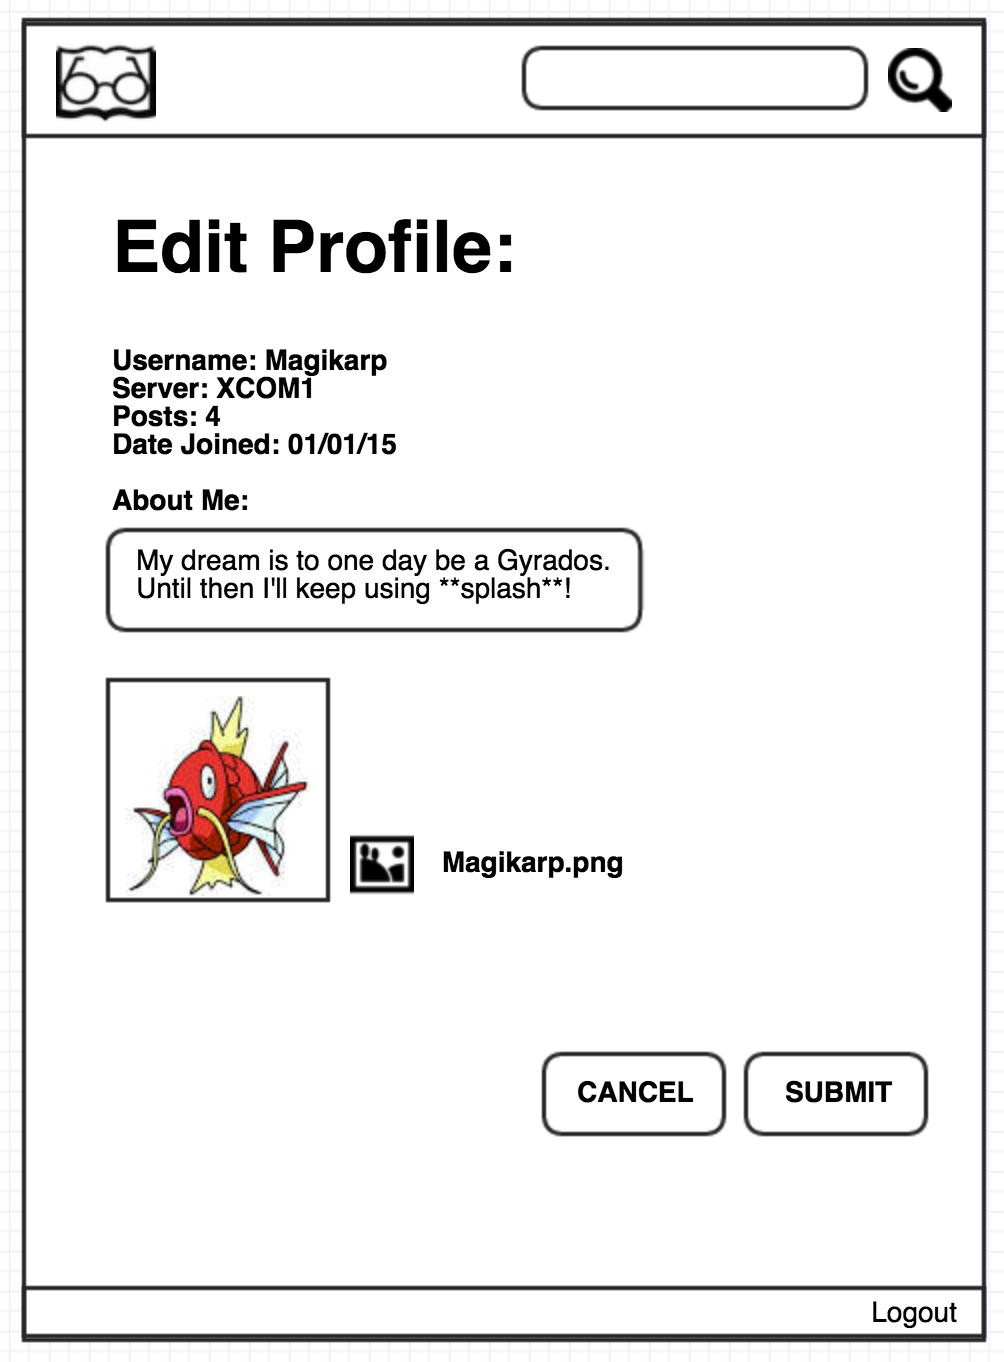 Edit Profile:
Username: Magikarp
Server: XCOM1
Posts: 4
Date Joined: 01/01/15
About Me:
My dream is to one day be a Gyrados.
Until then I'll keep using **splash**!
Magikarp.png
CANCEL
SUBMIT
Logout